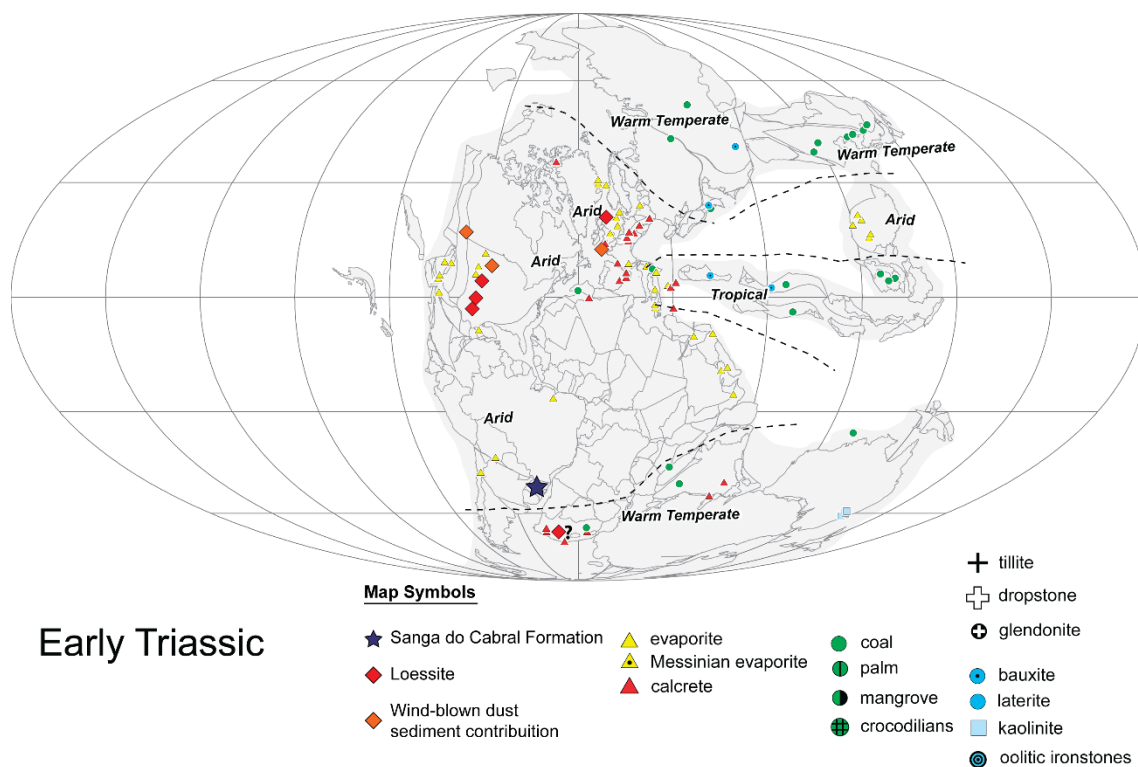 Warm Temperate
Warm Temperate
Arid
Arid
Arid
Tropical
Arid
Warm Temperate
?
Early Triassic
Map Symbols
Sanga do Cabral Formation
Loessite
Wind-blown dust
sediment contribuition
evaporite
Messinian evaporite
calcrete
coal
palm
mangrove
crocodilians
tillite
dropstone
glendonite
bauxite
laterite
kaolinite
oolitic ironstones